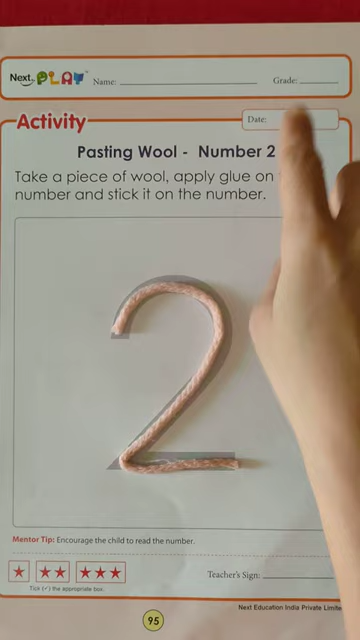 Next PLAY Name: Grade:
Activity
Date:
Pasting Wool - Number 2
Take a piece of wool, apply glue on
number and stick it on the number.
2
Mentor Tip: Encourage the child to read the number.
Teacher's Sign:
Tick (✓) the appropriate box.
Next Education India Private
95